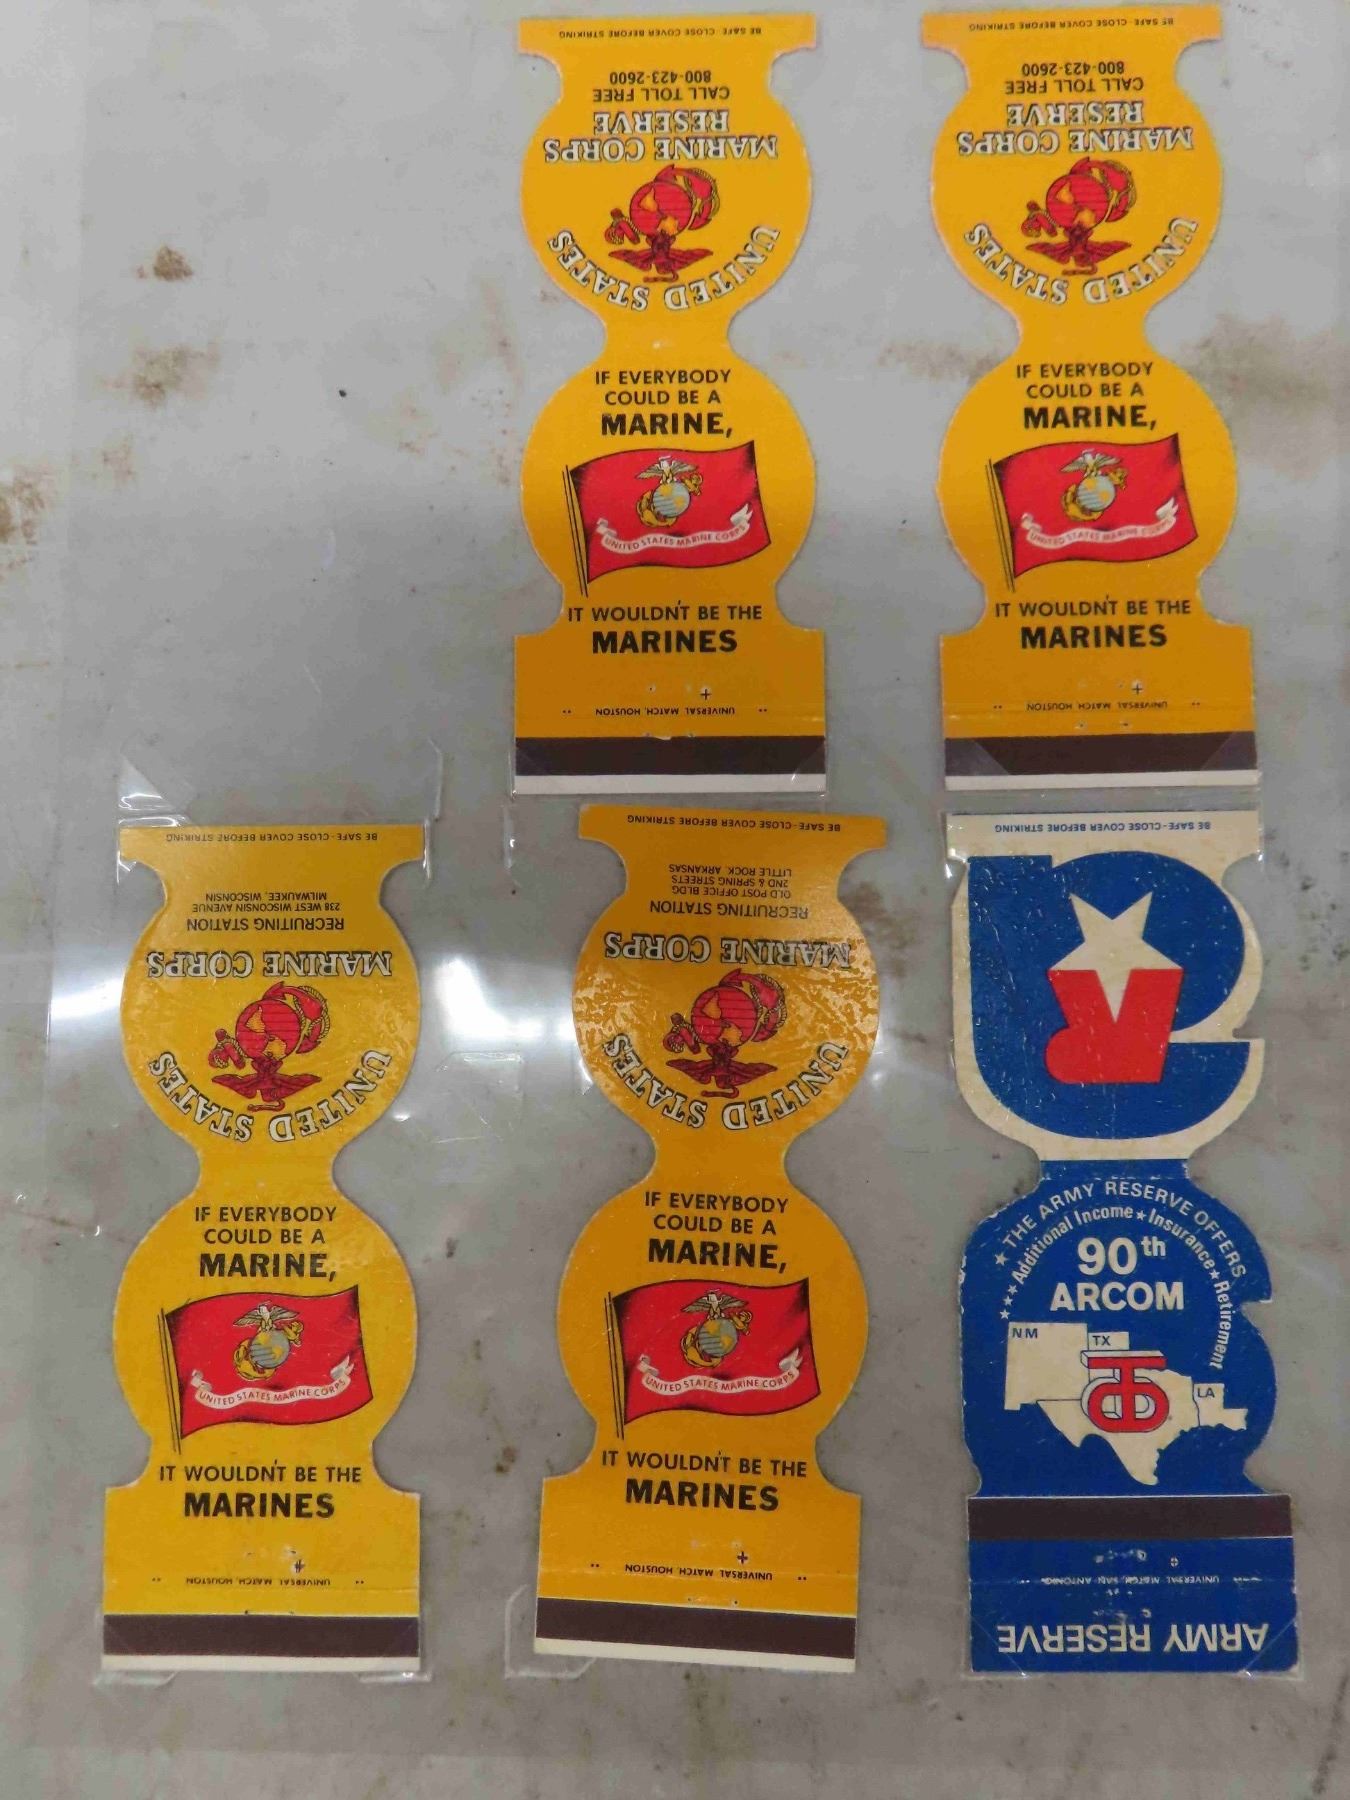 BE SAFE-CLOSE COVER BEFORE STRIKING
800-423-2600
CALL TOLL FREE
RESERVE
MARINE CORPS
UNITED STATES
IF EVERYBODY
COULD BE A
MARINE,
UNITED STATES MARINE CORPS
IT WOULDN'T BE THE
MARINES
UNIVERSAL MATCH, HOUSTON
BE SAFE-CLOSE COVER BEFORE STRIKING
800-423-2600
CALL TOLL FREE
RESERVE
MARINE CORPS
UNITED STATES
IF EVERYBODY
COULD BE A
MARINE,
UNITED STATES MARINE CORPS
IT WOULDN'T BE THE
MARINES
UNIVERSAL MATCH, HOUSTON
BE SAFE-CLOSE COVER BEFORE STRIKING
MILWAUKEE, WISCONSIN
238 WEST WISCONSIN AVENUE
RECRUITING STATION
MARINE CORPS
UNITED STATES
IF EVERYBODY
COULD BE A
MARINE,
UNITED STATES MARINE CORPS
IT WOULDN'T BE THE
MARINES
UNIVERSAL MATCH, HOUSTON
BE SAFE-CLOSE COVER BEFORE STRIKING
LITTLE ROCK, ARKANSAS
2ND & SPRING STREETS
OLD POST OFFICE BLDG
RECRUITING STATION
MARINE CORPS
UNITED STATES
IF EVERYBODY
COULD BE A
MARINE,
UNITED STATES MARINE CORPS
IT WOULDN'T BE THE
MARINES
UNIVERSAL MATCH, HOUSTON
BE SAFE-CLOSE COVER BEFORE STRIKING
THE ARMY RESERVE OFFERS
Additional Income★Insurance★Retirement
90th
ARCOM
NM
TX
TO
LA
UNIVERSAL MATCH, SAN ANTONIO
ARMY RESERVE